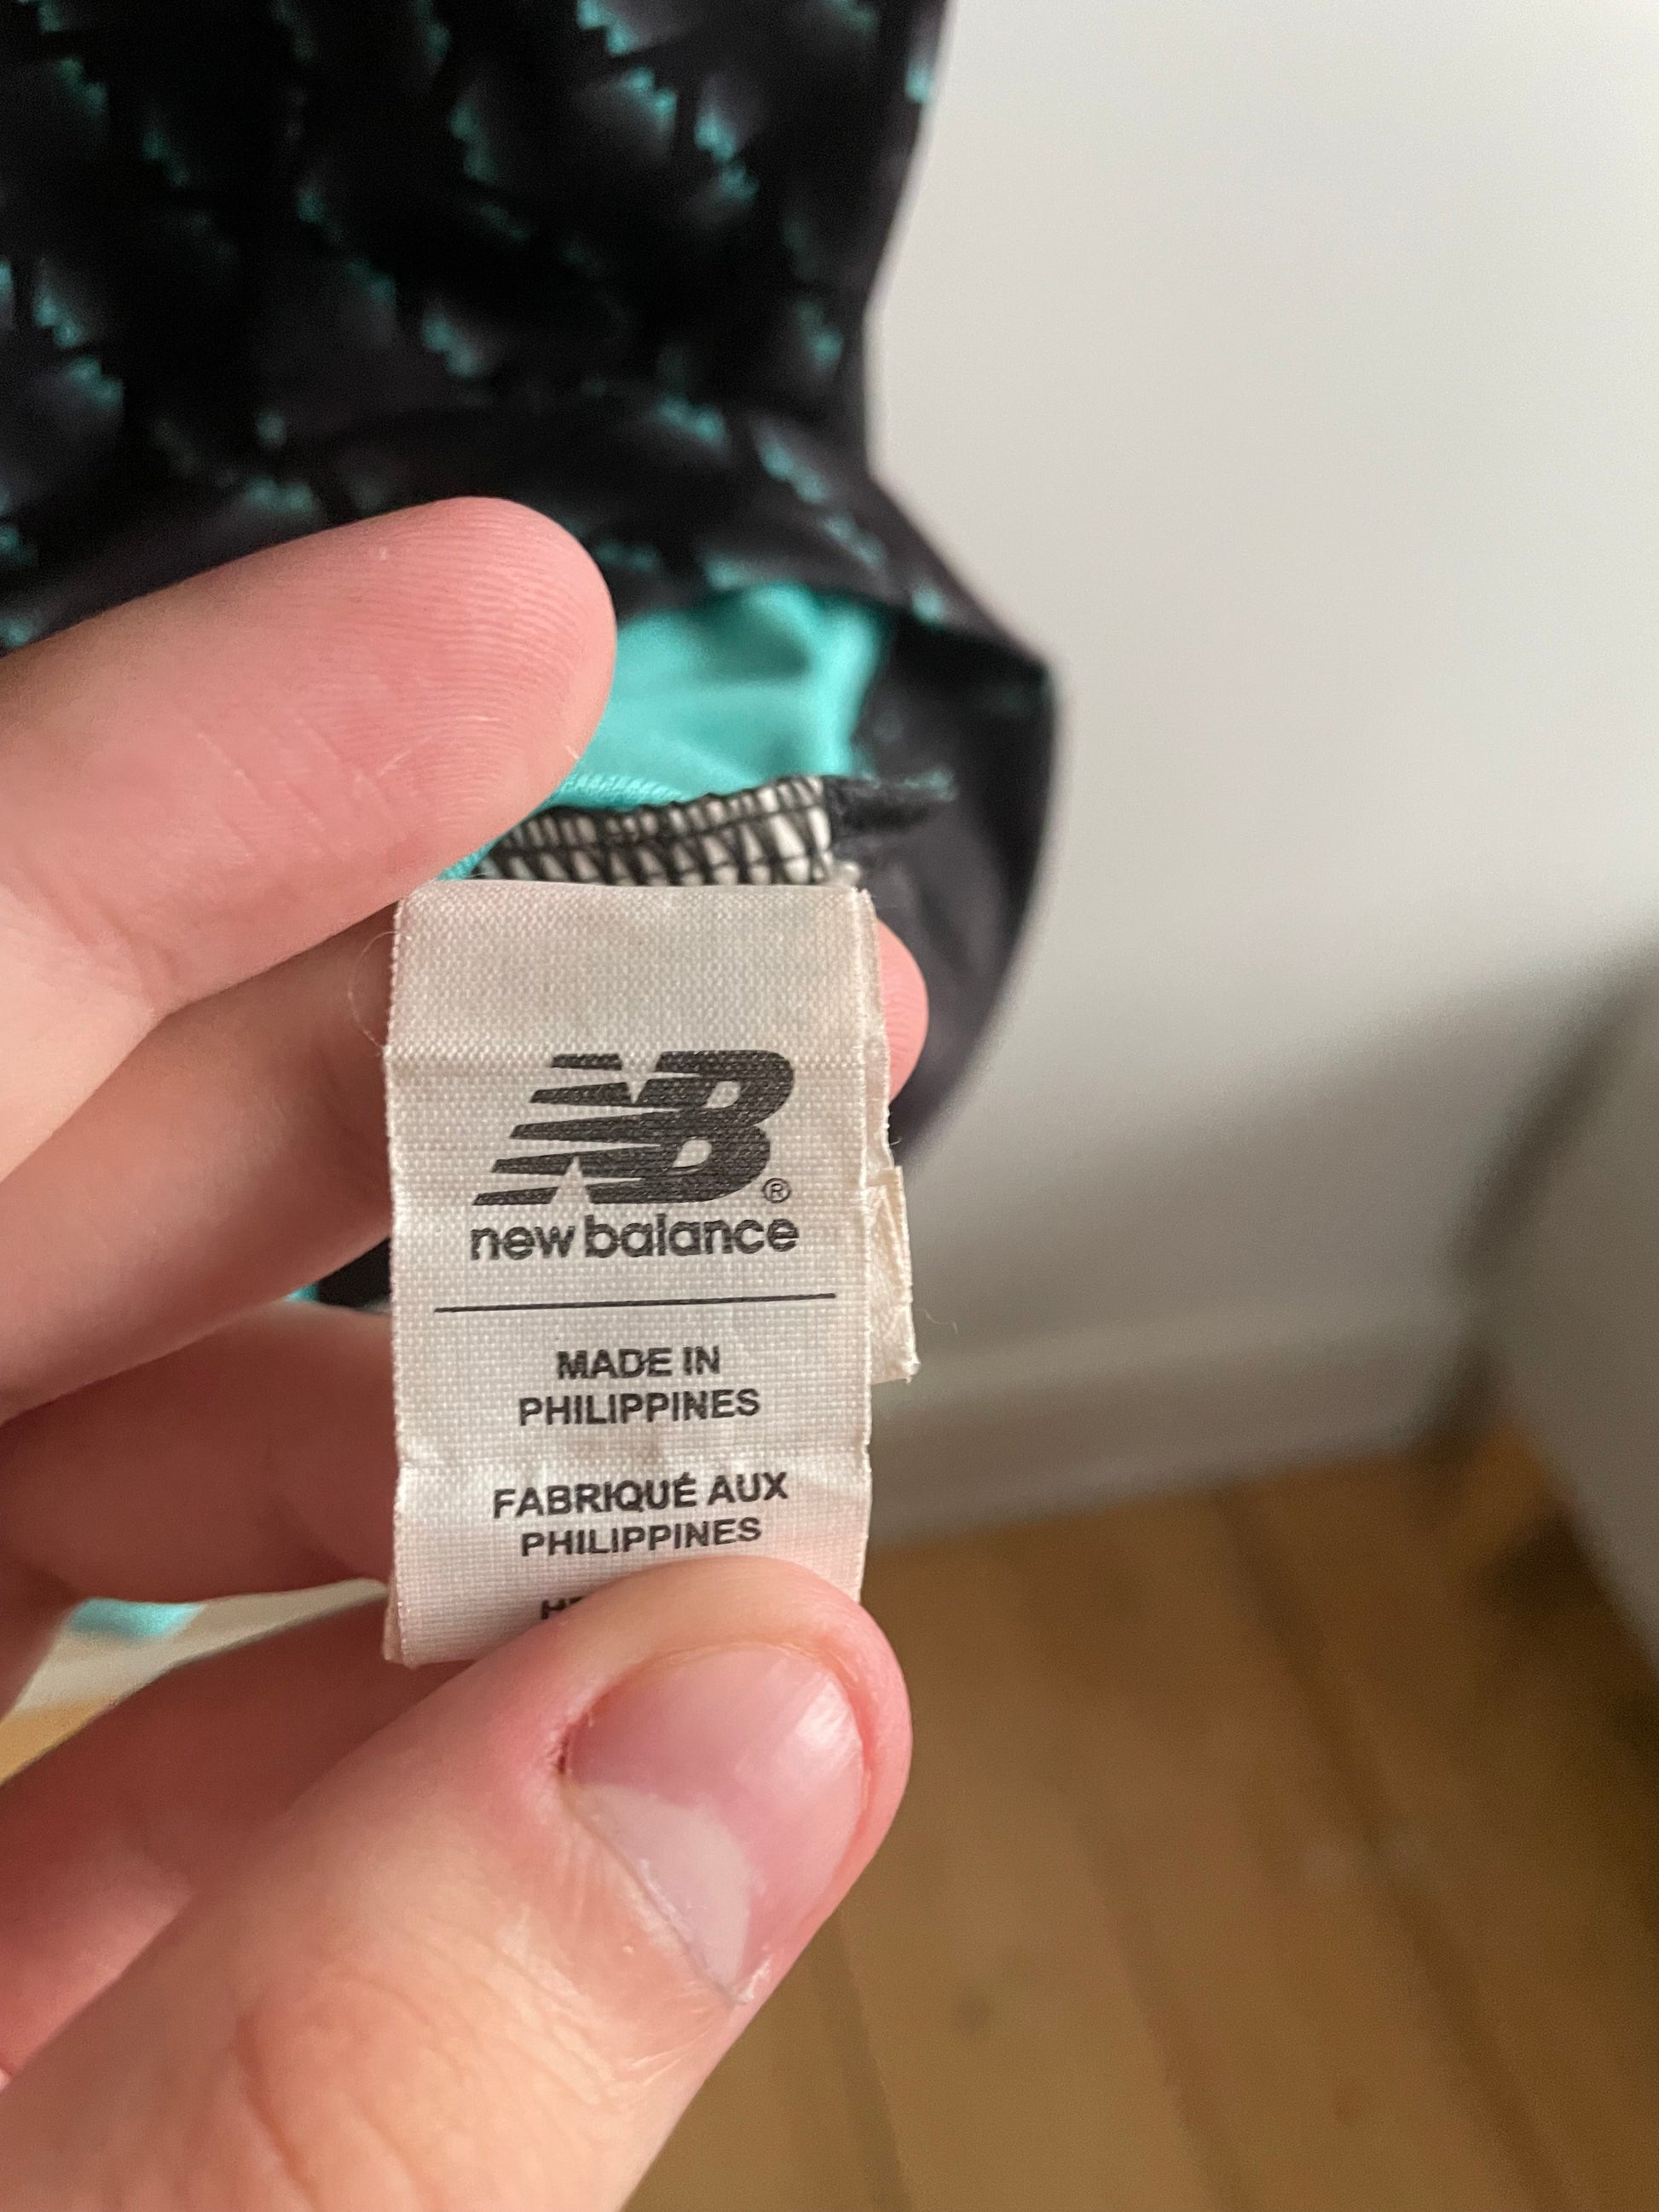 NB®
new balance
MADE IN
PHILIPPINES
FABRIQUÉ AUX
PHILIPPINES